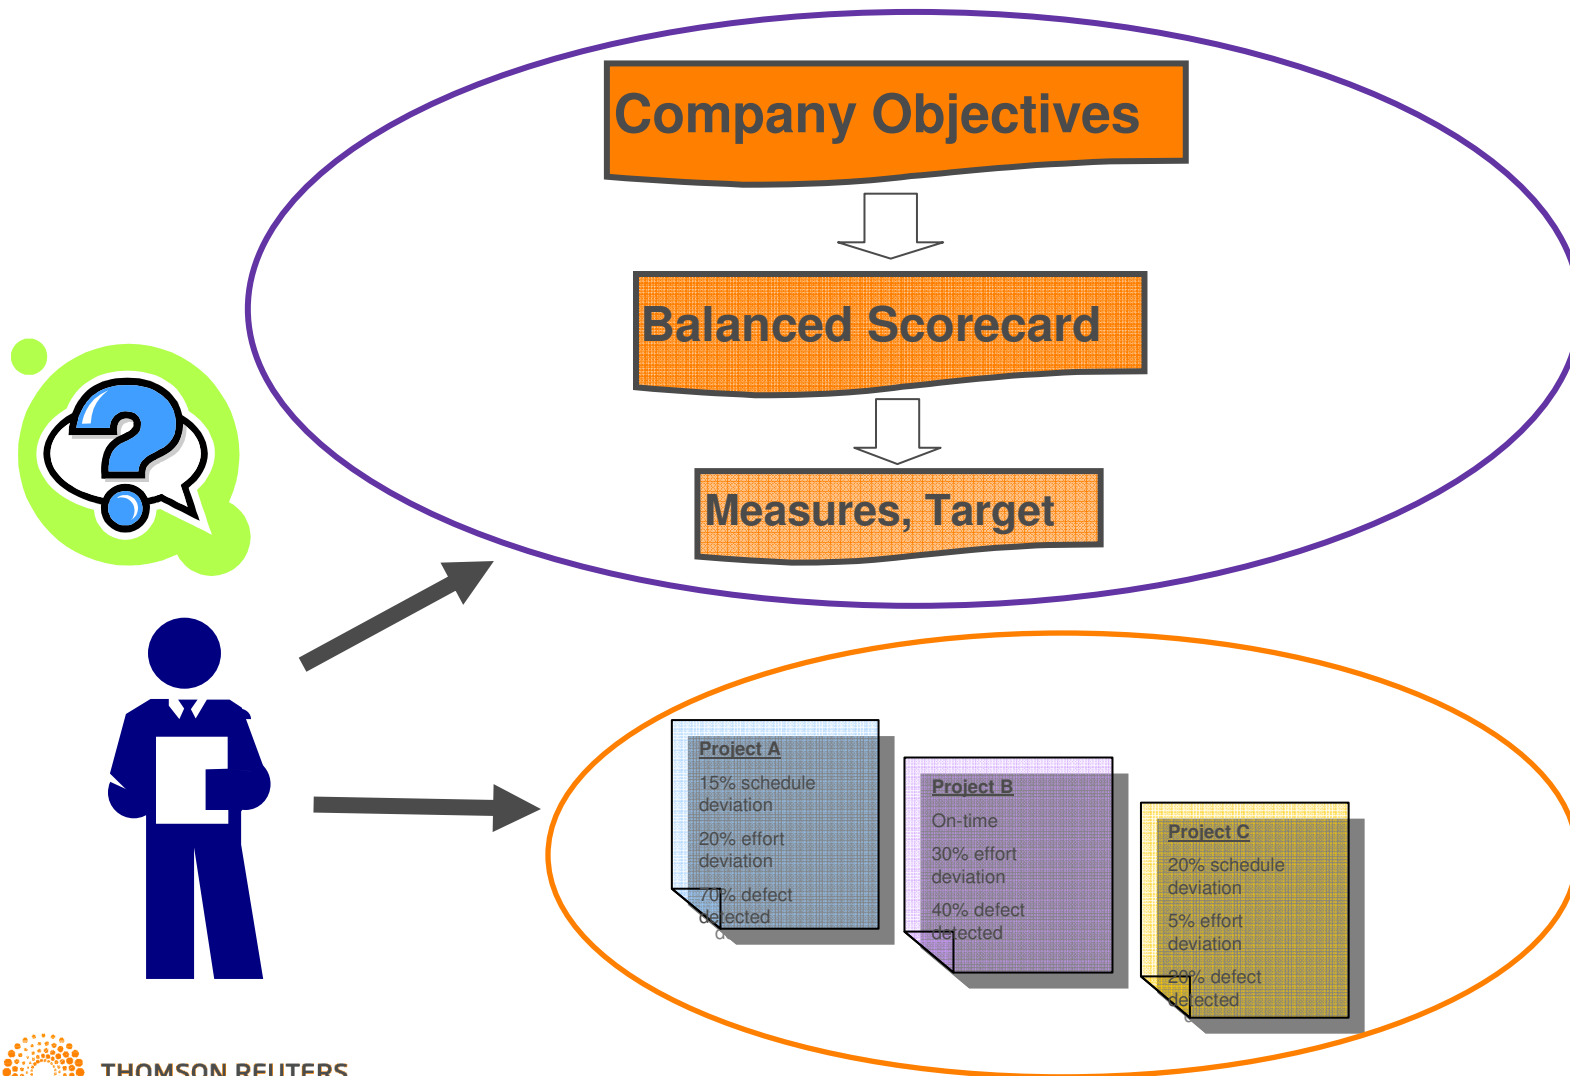 Company Objectives
Balanced Scorecard
Measures, Target
Project A
15% schedule
deviation
20% effort
deviation
70% defect
detected
Project B
On-time
30% effort
deviation
40% defect
detected
Project C
20% schedule
deviation
5% effort
deviation
20% defect
detected
THOMSON REUTERS